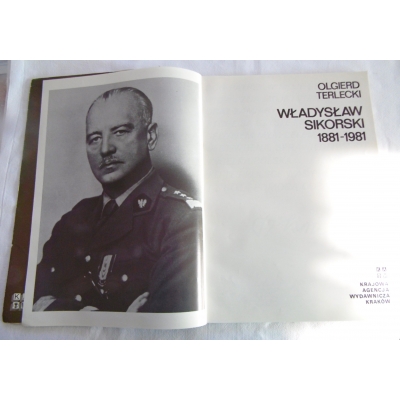 OLGIERD
TERLECKI
WŁADYSŁAW
SIKORSKI
1881-1981
KRAJOWA
AGENCJA
WYDAWNICZA
KRAKÓW